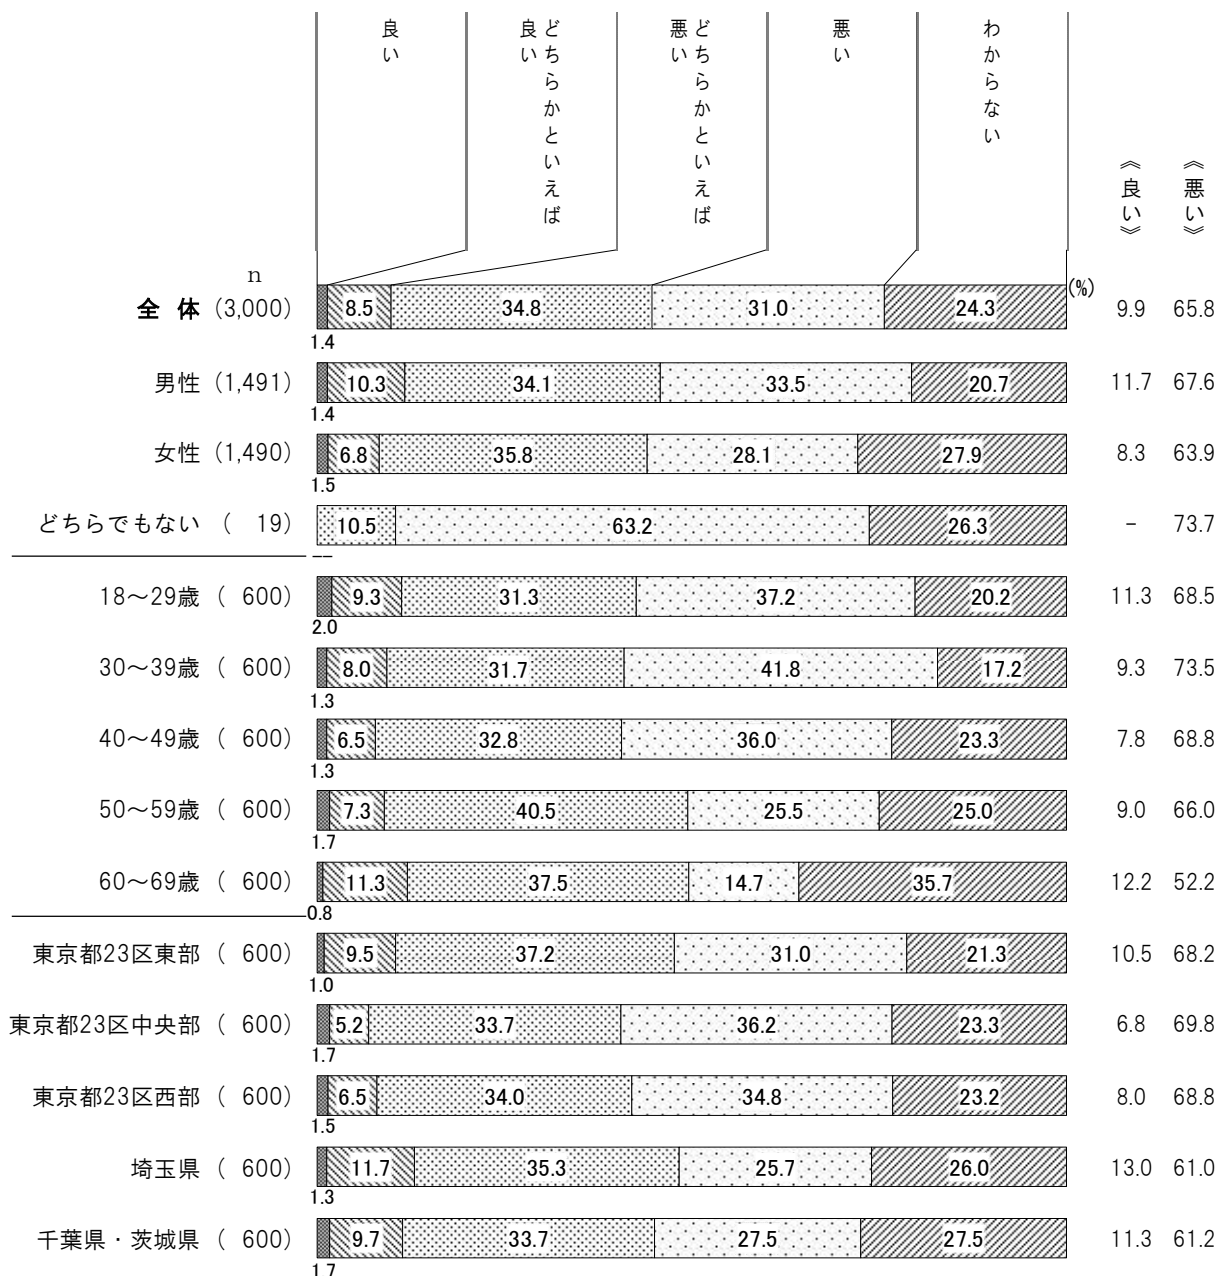 良い
どちらかといえば
良い
どちらかといえば
悪い
悪い
わからない
《良い》
《悪い》
n
(%)
全 体 (3,000) 8.5 34.8 31.0 24.3 9.9 65.8
1.4
男性 (1,491) 10.3 34.1 33.5 20.7 11.7 67.6
1.4
女性 (1,490) 6.8 35.8 28.1 27.9 8.3 63.9
1.5
どちらでもない ( 19) 10.5 63.2 26.3 - 73.7
--
18～29歳 ( 600) 9.3 31.3 37.2 20.2 11.3 68.5
2.0
30～39歳 ( 600) 8.0 31.7 41.8 17.2 9.3 73.5
1.3
40～49歳 ( 600) 6.5 32.8 36.0 23.3 7.8 68.8
1.3
50～59歳 ( 600) 7.3 40.5 25.5 25.0 9.0 66.0
1.7
60～69歳 ( 600) 11.3 37.5 14.7 35.7 12.2 52.2
0.8
東京都23区東部 ( 600) 9.5 37.2 31.0 21.3 10.5 68.2
1.0
東京都23区中央部 ( 600) 5.2 33.7 36.2 23.3 6.8 69.8
1.7
東京都23区西部 ( 600) 6.5 34.0 34.8 23.2 8.0 68.8
1.5
埼玉県 ( 600) 11.7 35.3 25.7 26.0 13.0 61.0
1.3
千葉県・茨城県 ( 600) 9.7 33.7 27.5 27.5 11.3 61.2
1.7